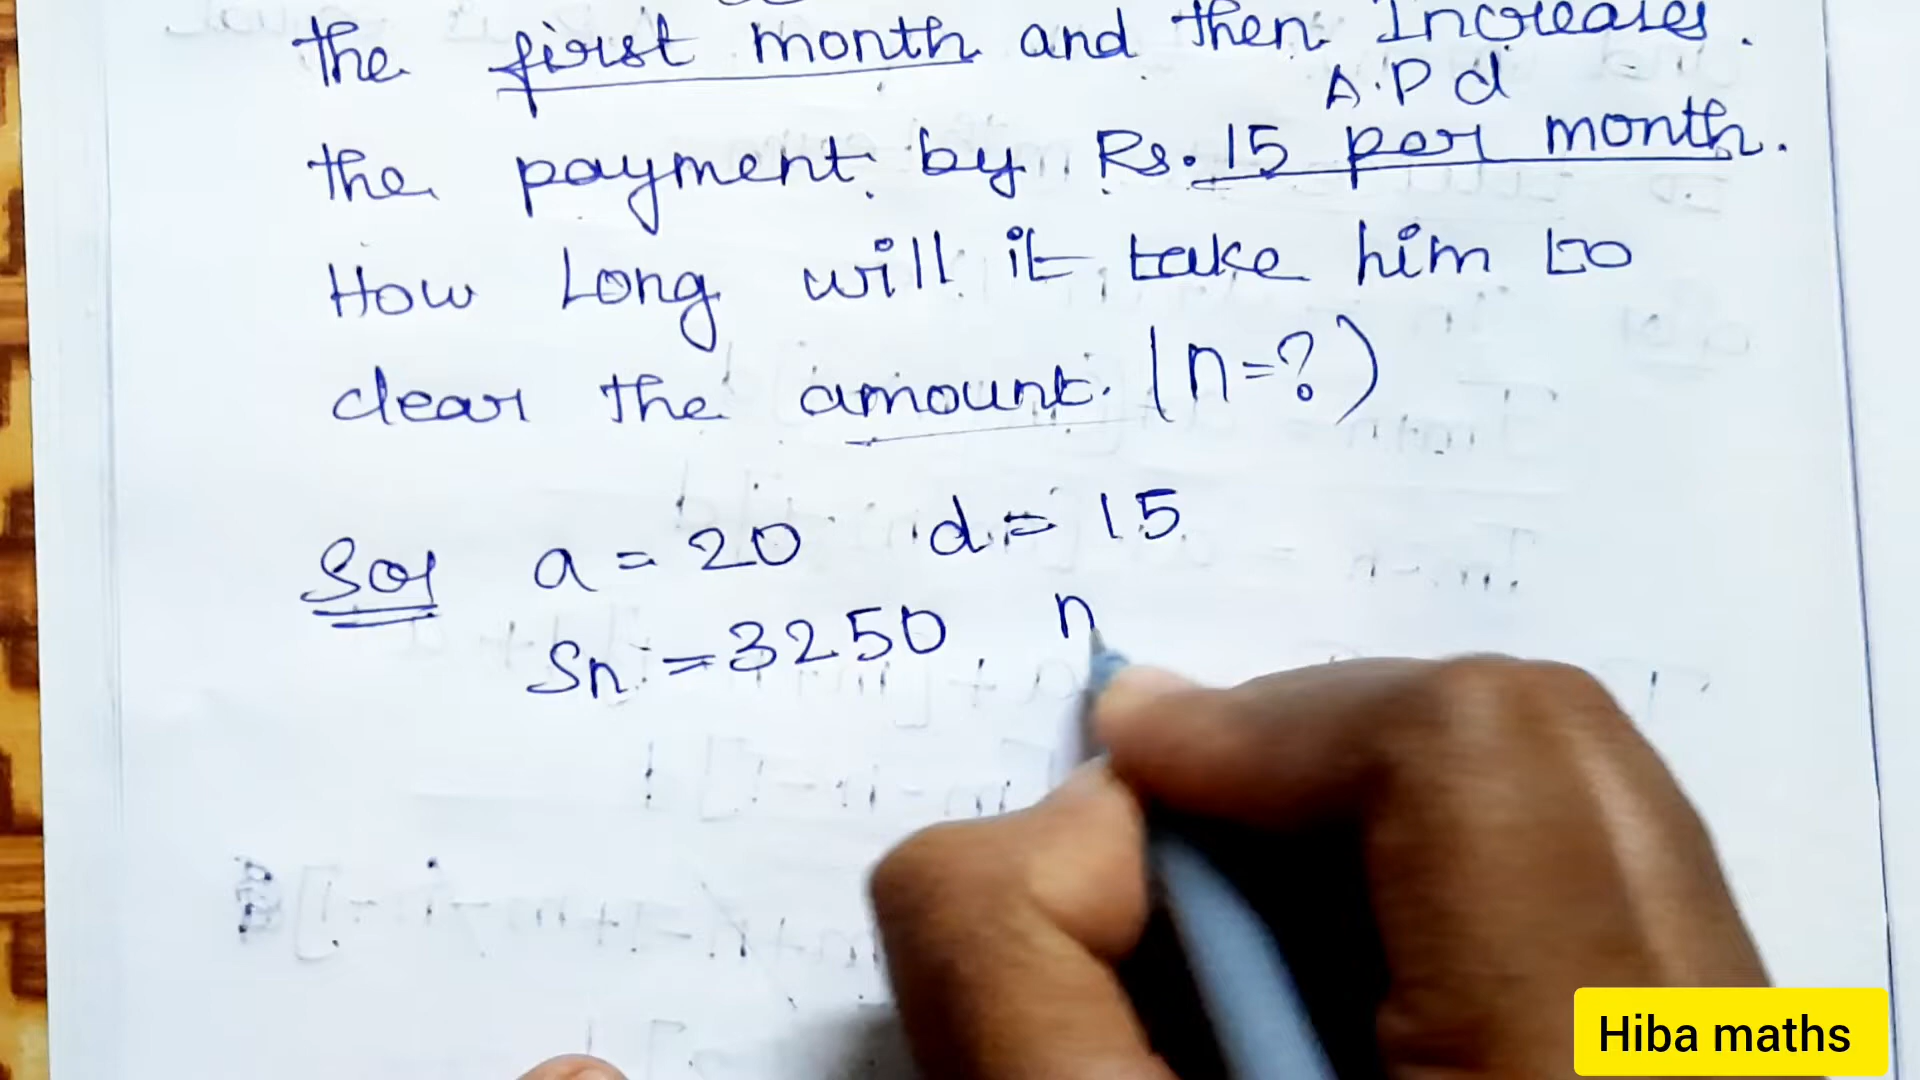 the first month and then Increases.
A.P d
the payment by Rs. 15 per month.
How Long will it take him to
clear the amount. (n=?)
Sol a = 20 d = 15
Sn = 3250 n
Hiba maths